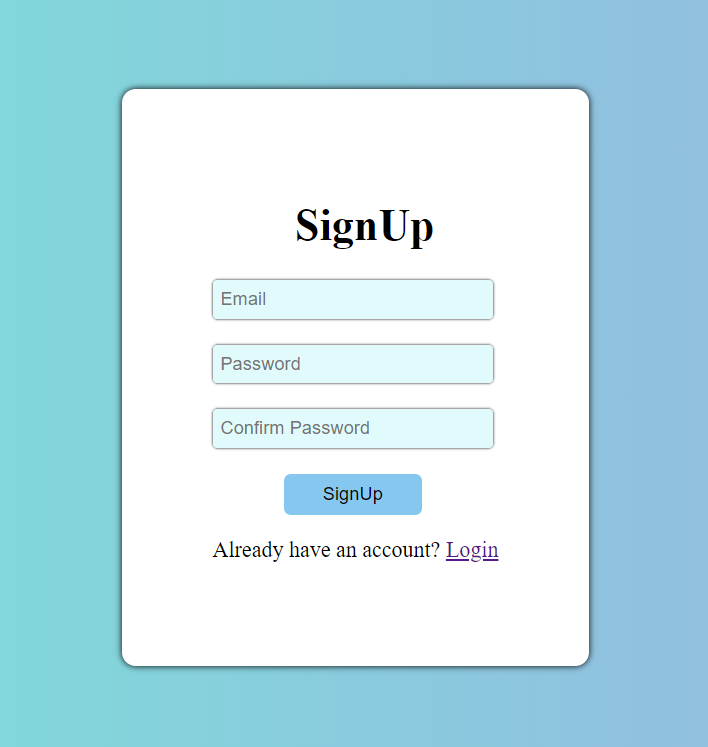 SignUp
Email
Password
Confirm Password
SignUp
Already have an account? Login